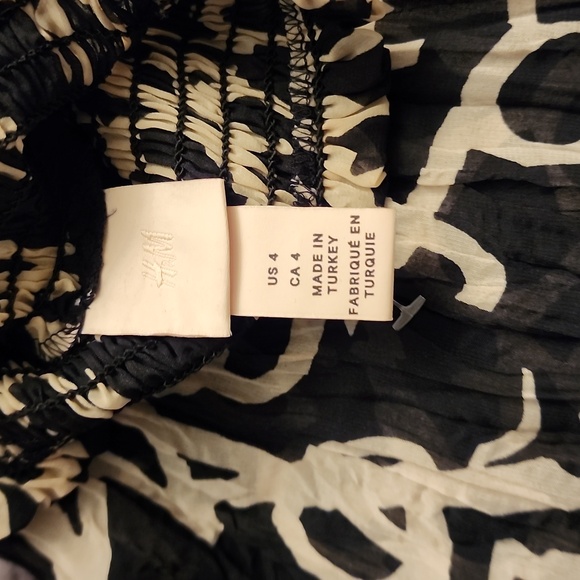 H&M
US 4
CA 4
MADE IN
TURKEY
FABRIQUÉ EN
TURQUIE